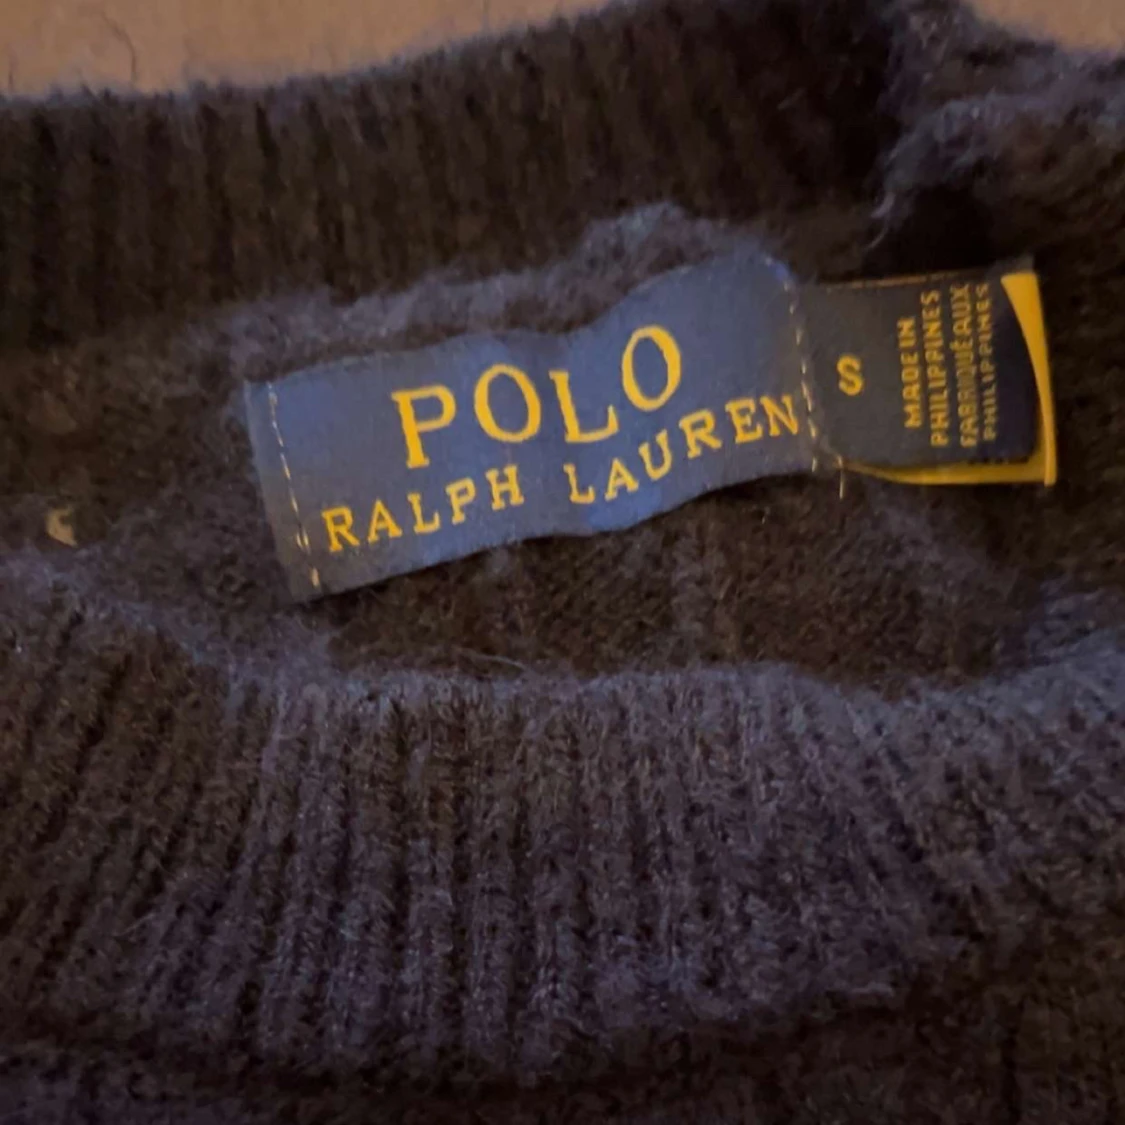 POLO
RALPH LAUREN
S
MADE IN
PHILIPPINES
FABRIQUÉ AUX
PHILIPPINES